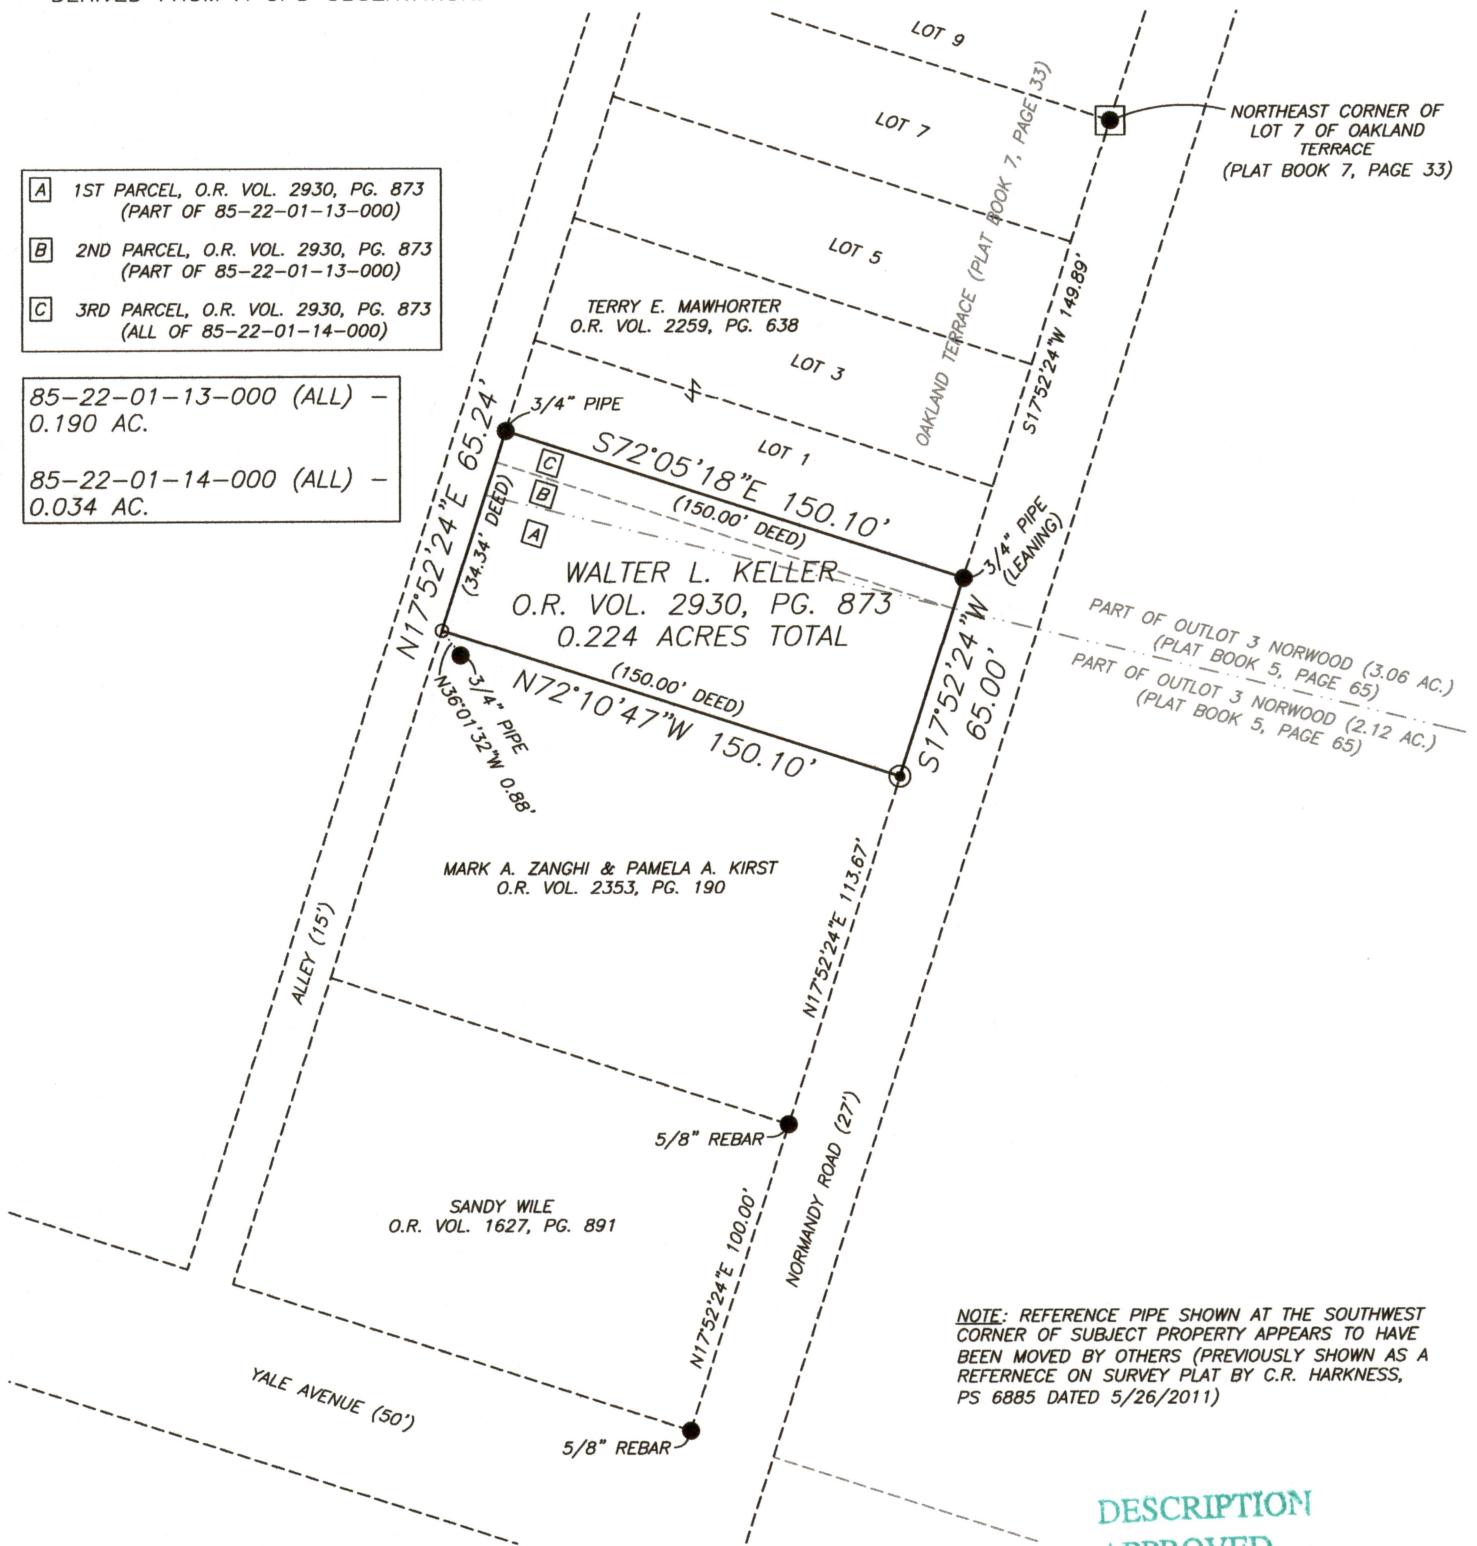 LOT 9
NORTHEAST CORNER OF
LOT 7 OF OAKLAND
TERRACE
(PLAT BOOK 7, PAGE 33)
LOT 7
OAKLAND TERRACE (PLAT BOOK 7, PAGE 33)
A 1ST PARCEL, O.R. VOL. 2930, PG. 873
(PART OF 85-22-01-13-000)
B 2ND PARCEL, O.R. VOL. 2930, PG. 873
(PART OF 85-22-01-13-000)
C 3RD PARCEL, O.R. VOL. 2930, PG. 873
(ALL OF 85-22-01-14-000)
LOT 5
S17°52'24"W 149.89'
TERRY E. MAWHORTER
O.R. VOL. 2259, PG. 638
LOT 3
85-22-01-13-000 (ALL) -
0.190 AC.
85-22-01-14-000 (ALL) -
0.034 AC.
3/4" PIPE
LOT 1
N17°52'24"E 65.24'
(34.34' DEED)
S72°05'18"E 150.10'
(150.00' DEED)
C
B
A
3/4" PIPE
(LEANING)
WALTER L. KELLER
O.R. VOL. 2930, PG. 873
0.224 ACRES TOTAL
(150.00' DEED)
N72°10'47"W 150.10'
S17°52'24"W
65.00'
PART OF OUTLOT 3 NORWOOD (3.06 AC.)
(PLAT BOOK 5, PAGE 65)
PART OF OUTLOT 3 NORWOOD (2.12 AC.)
(PLAT BOOK 5, PAGE 65)
3/4" PIPE
N36°01'32"W 0.88'
MARK A. ZANGHI & PAMELA A. KIRST
O.R. VOL. 2353, PG. 190
N17°52'24"E 113.67'
ALLEY (15')
5/8" REBAR
NORMANDY ROAD (27')
SANDY WILE
O.R. VOL. 1627, PG. 891
N17°52'24"E 100.00'
YALE AVENUE (50')
5/8" REBAR
NOTE: REFERENCE PIPE SHOWN AT THE SOUTHWEST
CORNER OF SUBJECT PROPERTY APPEARS TO HAVE
BEEN MOVED BY OTHERS (PREVIOUSLY SHOWN AS A
REFERNECE ON SURVEY PLAT BY C.R. HARKNESS,
PS 6885 DATED 5/26/2011)
DESCRIPTION